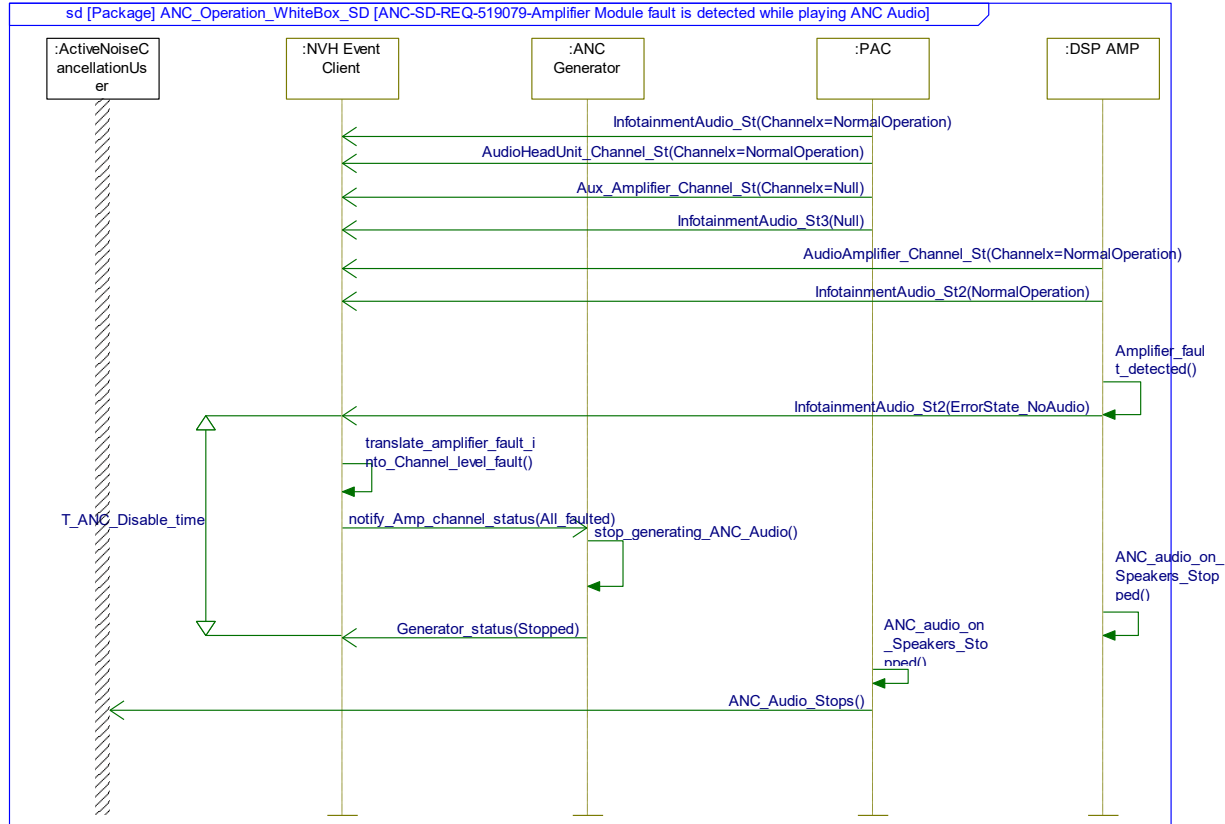 sd [Package] ANC_Operation_WhiteBox_SD [ANC-SD-REQ-519079-Amplifier Module fault is detected while playing ANC Audio]
:ActiveNoiseC
ancellationUs
er
:NVH Event
Client
:ANC
Generator
:PAC
:DSP AMP
InfotainmentAudio_St(Channelx=NormalOperation)
AudioHeadUnit_Channel_St(Channelx=NormalOperation)
Aux_Amplifier_Channel_St(Channelx=Null)
InfotainmentAudio_St3(Null)
AudioAmplifier_Channel_St(Channelx=NormalOperation)
InfotainmentAudio_St2(NormalOperation)
Amplifier_faul
t_detected()
InfotainmentAudio_St2(ErrorState_NoAudio)
translate_amplifier_fault_i
nto_Channel_level_fault()
T_ANC_Disable_time
notify_Amp_channel_status(All_faulted)
stop_generating_ANC_Audio()
ANC_audio_on_
Speakers_Stop
ped()
Generator_status(Stopped)
ANC_audio_on
_Speakers_Sto
pped()
ANC_Audio_Stops()